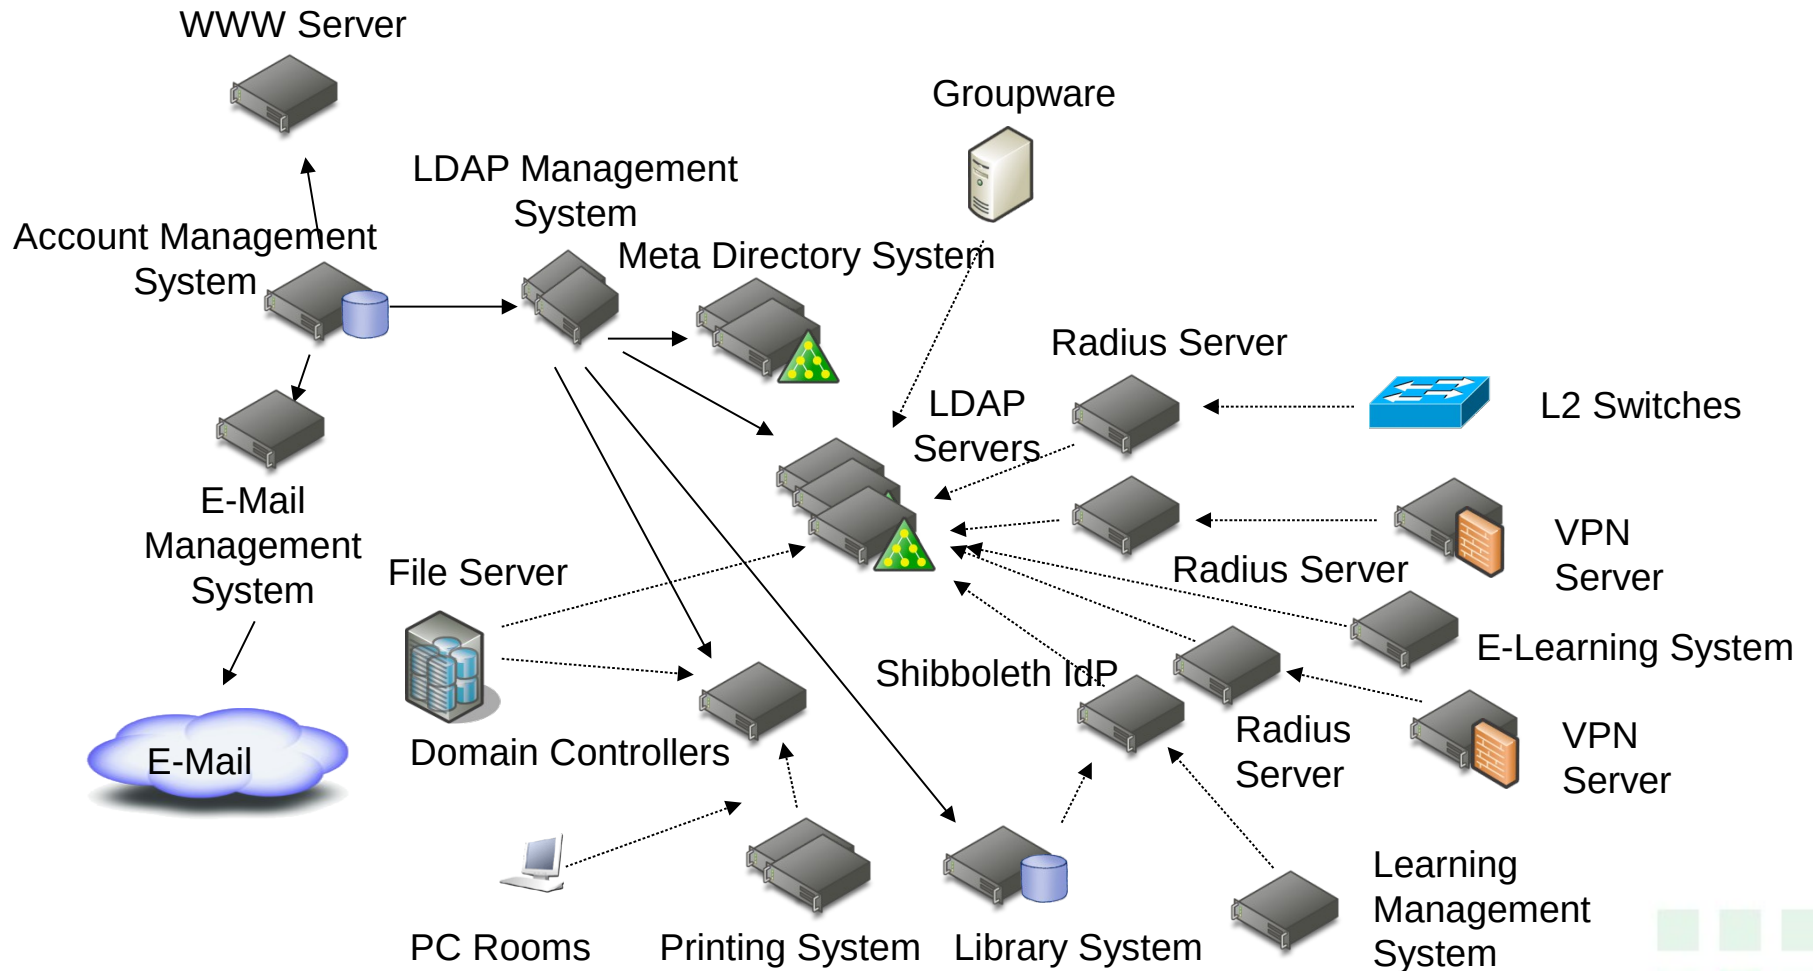 WWW Server
Groupware
LDAP Management
System
Account Management
System
Meta Directory System
Radius Server
LDAP
Servers
L2 Switches
E-Mail
Management
System
File Server
VPN
Server
Radius Server
E-Learning System
Shibboleth IdP
Radius
Server
VPN
Server
Domain Controllers
E-Mail
Learning
Management
System
PC Rooms
Printing System
Library System